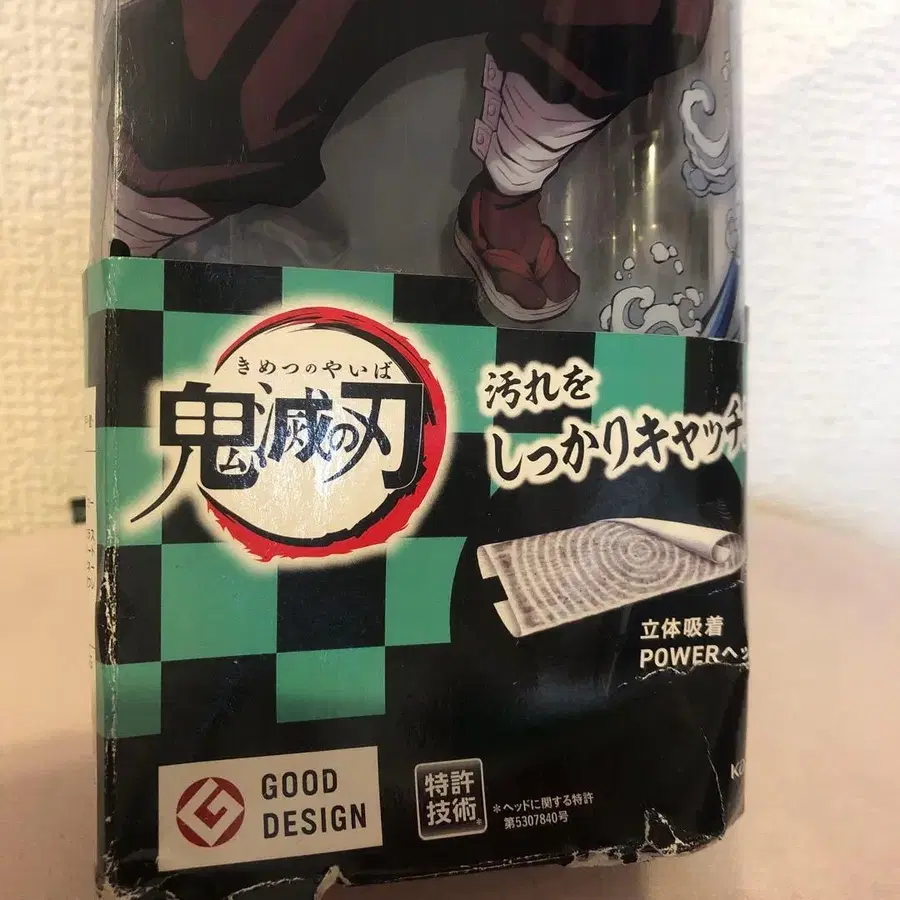 きめつのやいば
鬼滅の刃
汚れを
しっかりキャッチ
立体吸着
POWERヘッ
GOOD
DESIGN
特許
技術*
*ヘッドに関する特許
第5307840号